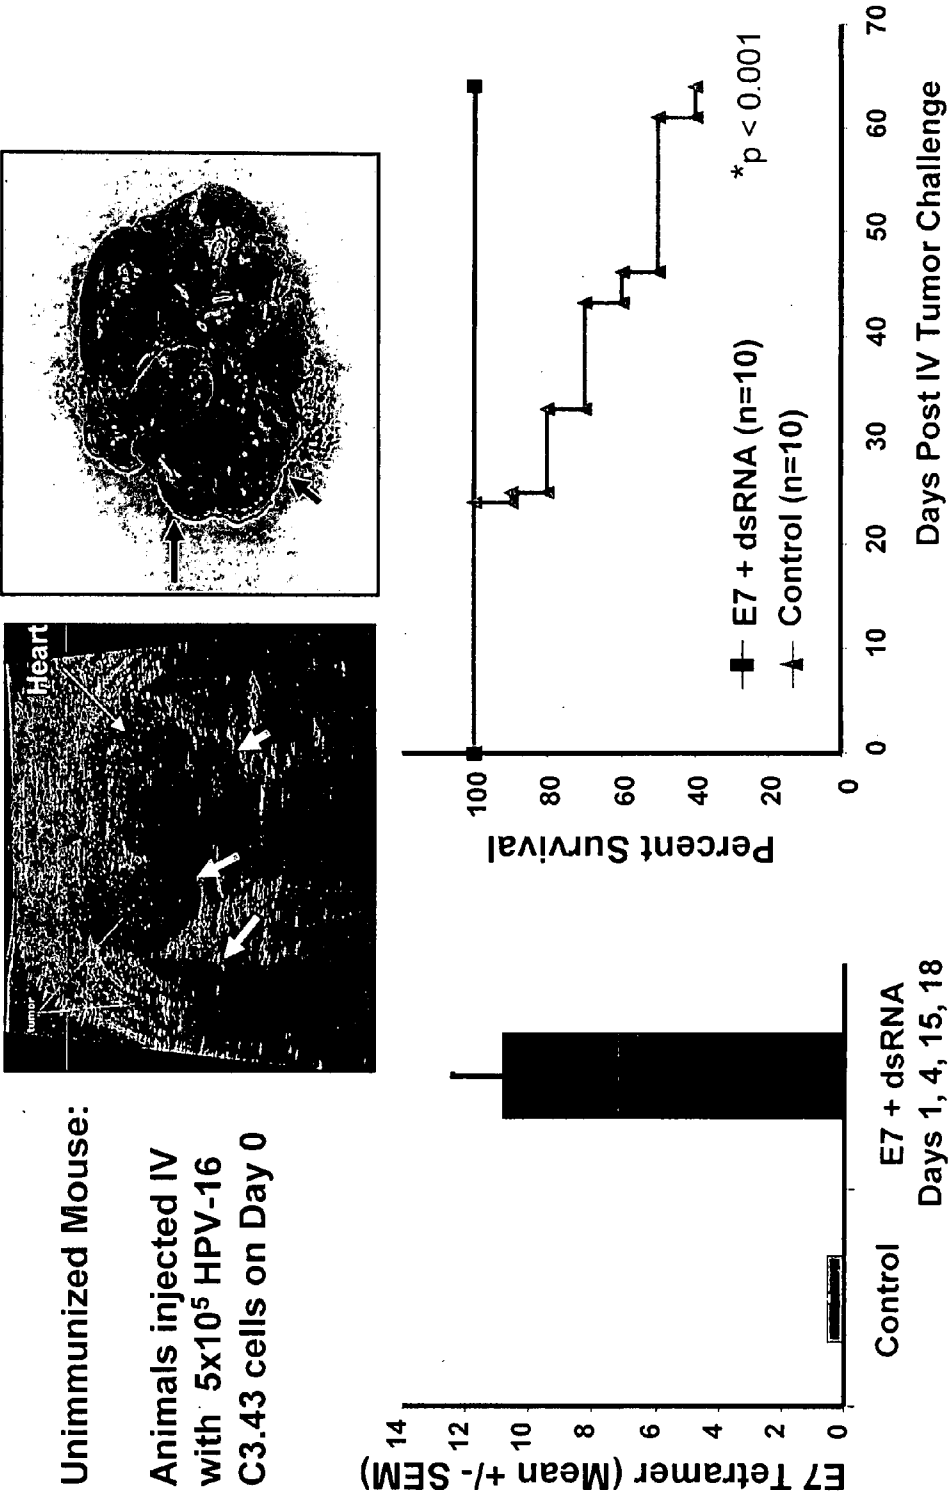 Unimmunized Mouse:
Animals injected IV
with 5x10⁵ HPV-16
C3.43 cells on Day 0
tumor
Heart
E7 Tetramer (Mean +/- SEM)
14
12
10
8
6
4
2
0
Control
E7 + dsRNA
Days 1, 4, 15, 18
Percent Survival
100
80
60
40
20
0
E7 + dsRNA (n=10)
Control (n=10)
*p < 0.001
0
10
20
30
40
50
60
70
Days Post IV Tumor Challenge